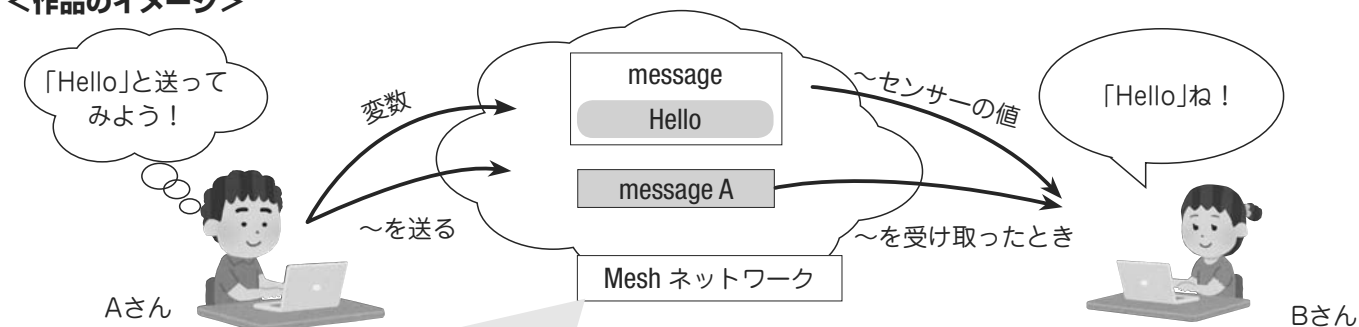 <作品のイメージ>
「Hello」と送って
みよう!
変数
~を送る
message
Hello
message A
~センサーの値
~を受け取ったとき
「Hello」ね!
Mesh ネットワーク
Aさん
Bさん